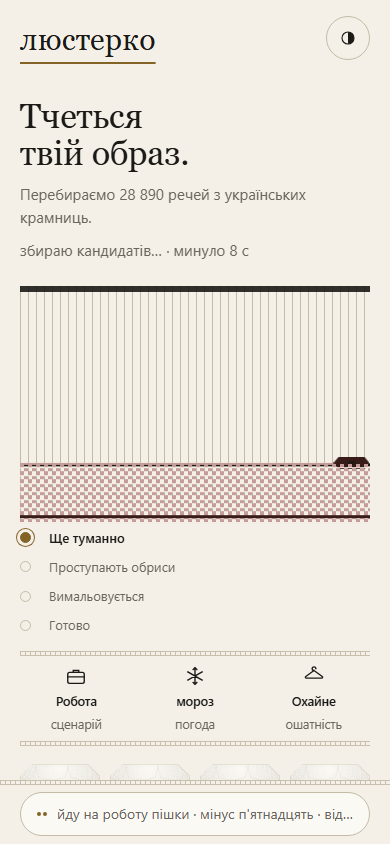 люстерко
Тчеться
твій образ.
Перебираємо 28 890 речей з українських
крамниць.
збираю кандидатів… · минуло 8 с
Ще туманно
Проступають обриси
Вимальовується
Готово
Робота
сценарій
мороз
погода
Охайне
ошатність
йду на роботу пішки · мінус п'ятнадцять · від…